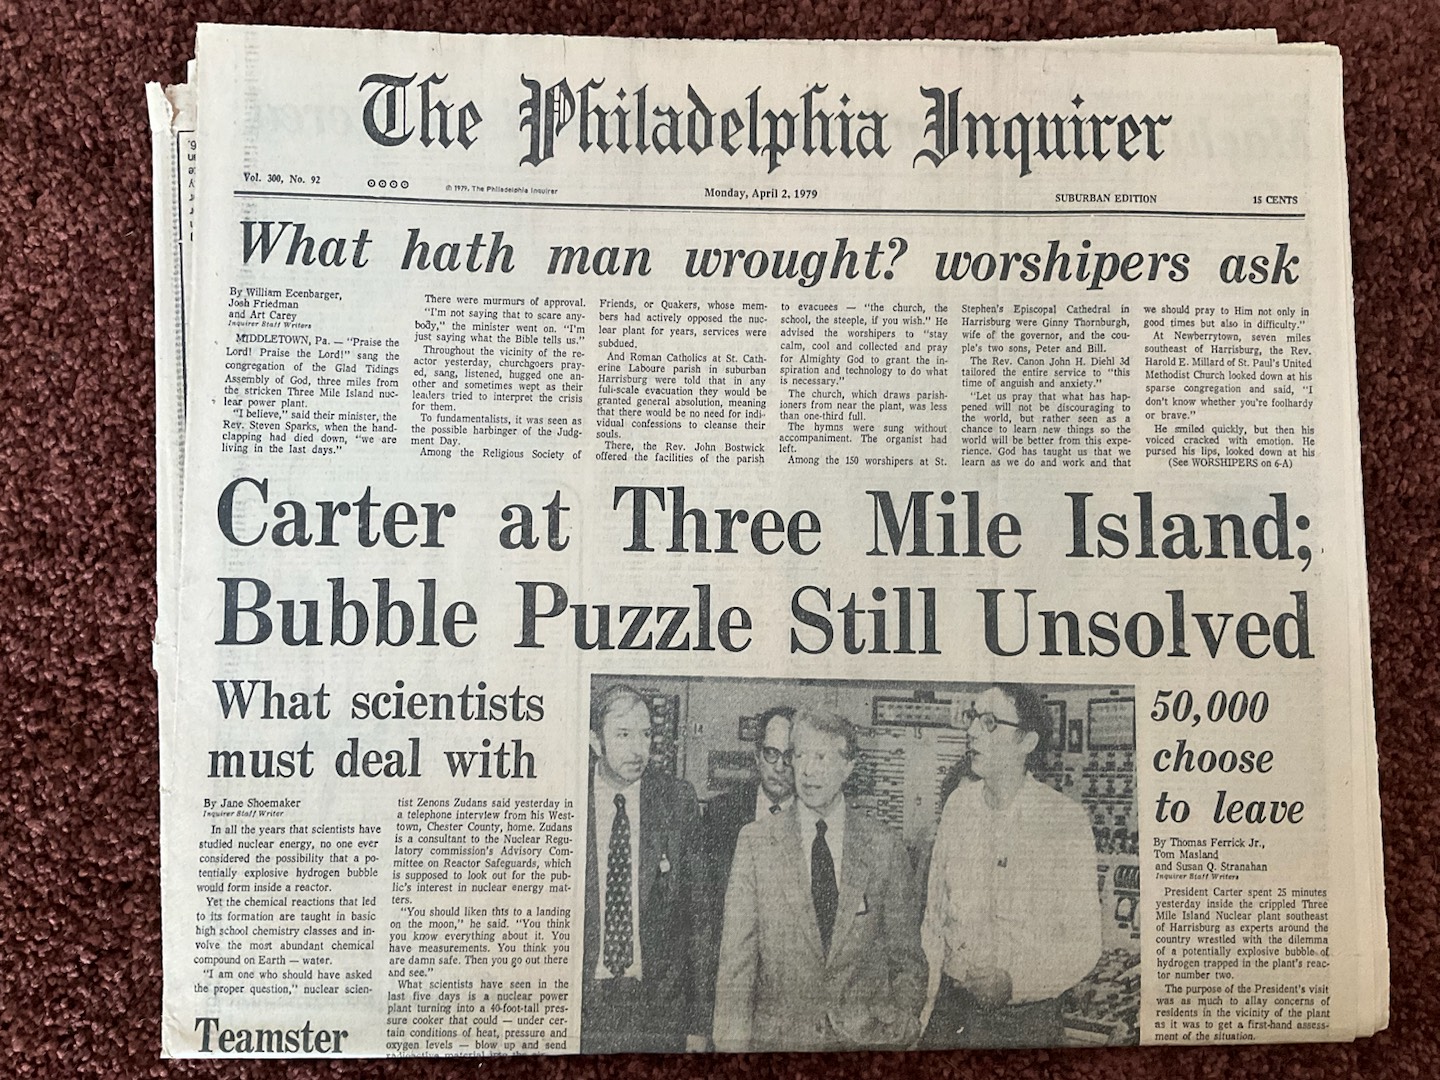 The Philadelphia Inquirer
Vol. 300, No. 92
© 1979, The Philadelphia Inquirer
Monday, April 2, 1979
SUBURBAN EDITION
15 CENTS
What hath man wrought? worshipers ask
By William Ecenbarger,
Josh Friedman
and Art Carey
Inquirer Staff Writers
MIDDLETOWN, Pa. — "Praise the
Lord! Praise the Lord!" sang the
congregation of the Glad Tidings
Assembly of God, three miles from
the stricken Three Mile Island nuc-
lear power plant.
"I believe," said their minister, the
Rev. Steven Sparks, when the hand-
clapping had died down, "we are
living in the last days."
There were murmurs of approval.
"I'm not saying that to scare any-
body," the minister went on. "I'm
just saying what the Bible tells us."
Throughout the vicinity of the re-
actor yesterday, churchgoers pray-
ed, sang, listened, hugged one an-
other and sometimes wept as their
leaders tried to interpret the crisis
for them.
To fundamentalists, it was seen as
the possible harbinger of the Judg-
ment Day.
Among the Religious Society of
Friends, or Quakers, whose mem-
bers had actively opposed the nuc-
lear plant for years, services were
subdued.
And Roman Catholics at St. Cath-
erine Laboure parish in suburban
Harrisburg were told that in any
full-scale evacuation they would be
granted general absolution, meaning
that there would be no need for indi-
vidual confessions to cleanse their
souls.
There, the Rev. John Bostwick
offered the facilities of the parish
to evacuees — "the church, the
school, the steeple, if you wish." He
advised the worshipers to "stay
calm, cool and collected and pray
for Almighty God to grant the in-
spiration and technology to do what
is necessary."
The church, which draws parish-
ioners from near the plant, was less
than one-third full.
The hymns were sung without
accompaniment. The organist had
left.
Among the 150 worshipers at St.
Stephen's Episcopal Cathedral in
Harrisburg were Ginny Thornburgh,
wife of the governor, and the cou-
ple's two sons, Peter and Bill.
The Rev. Canon John H. Diehl 3d
tailored the entire service to "this
time of anguish and anxiety."
"Let us pray that what has hap-
pened will not be discouraging to
the world, but rather seen as a
chance to learn new things so the
world will be better from this expe-
rience. God has taught us that we
learn as we do and work and that
we should pray to Him not only in
good times but also in difficulty."
At Newberrytown, seven miles
southeast of Harrisburg, the Rev.
Harold E. Millard of St. Paul's United
Methodist Church looked down at his
sparse congregation and said, "I
don't know whether you're foolhardy
or brave."
He smiled quickly, but then his
voiced cracked with emotion. He
pursed his lips, looked down at his
(See WORSHIPERS on 6-A)
Carter at Three Mile Island;
Bubble Puzzle Still Unsolved
What scientists
must deal with
By Jane Shoemaker
Inquirer Staff Writer
In all the years that scientists have
studied nuclear energy, no one ever
considered the possibility that a po-
tentially explosive hydrogen bubble
would form inside a reactor.
Yet the chemical reactions that led
to its formation are taught in basic
high school chemistry classes and in-
volve the most abundant chemical
compound on Earth — water.
"I am one who should have asked
the proper question," nuclear scien-
tist Zenons Zudans said yesterday in
a telephone interview from his West-
town, Chester County, home. Zudans
is a consultant to the Nuclear Regu-
latory commission's Advisory Com-
mittee on Reactor Safeguards, which
is supposed to look out for the pub-
lic's interest in nuclear energy mat-
ters.
"You should liken this to a landing
on the moon," he said. "You think
you know everything about it. You
have measurements. You think you
are damn safe. Then you go out there
and see."
What scientists have seen in the
last five days is a nuclear power
plant turning into a 40-foot-tall pres-
sure cooker that could — under cer-
tain conditions of heat, pressure and
oxygen levels — blow up and send
radioactive material into the air
Teamster
50,000
choose
to leave
By Thomas Ferrick Jr.,
Tom Masland
and Susan Q. Stranahan
Inquirer Staff Writers
President Carter spent 25 minutes
yesterday inside the crippled Three
Mile Island Nuclear plant southeast
of Harrisburg as experts around the
country wrestled with the dilemma
of a potentially explosive bubble of
hydrogen trapped in the plant's reac-
tor number two.
The purpose of the President's visit
was as much to allay concerns of
residents in the vicinity of the plant
as it was to get a first-hand assess-
ment of the situation.